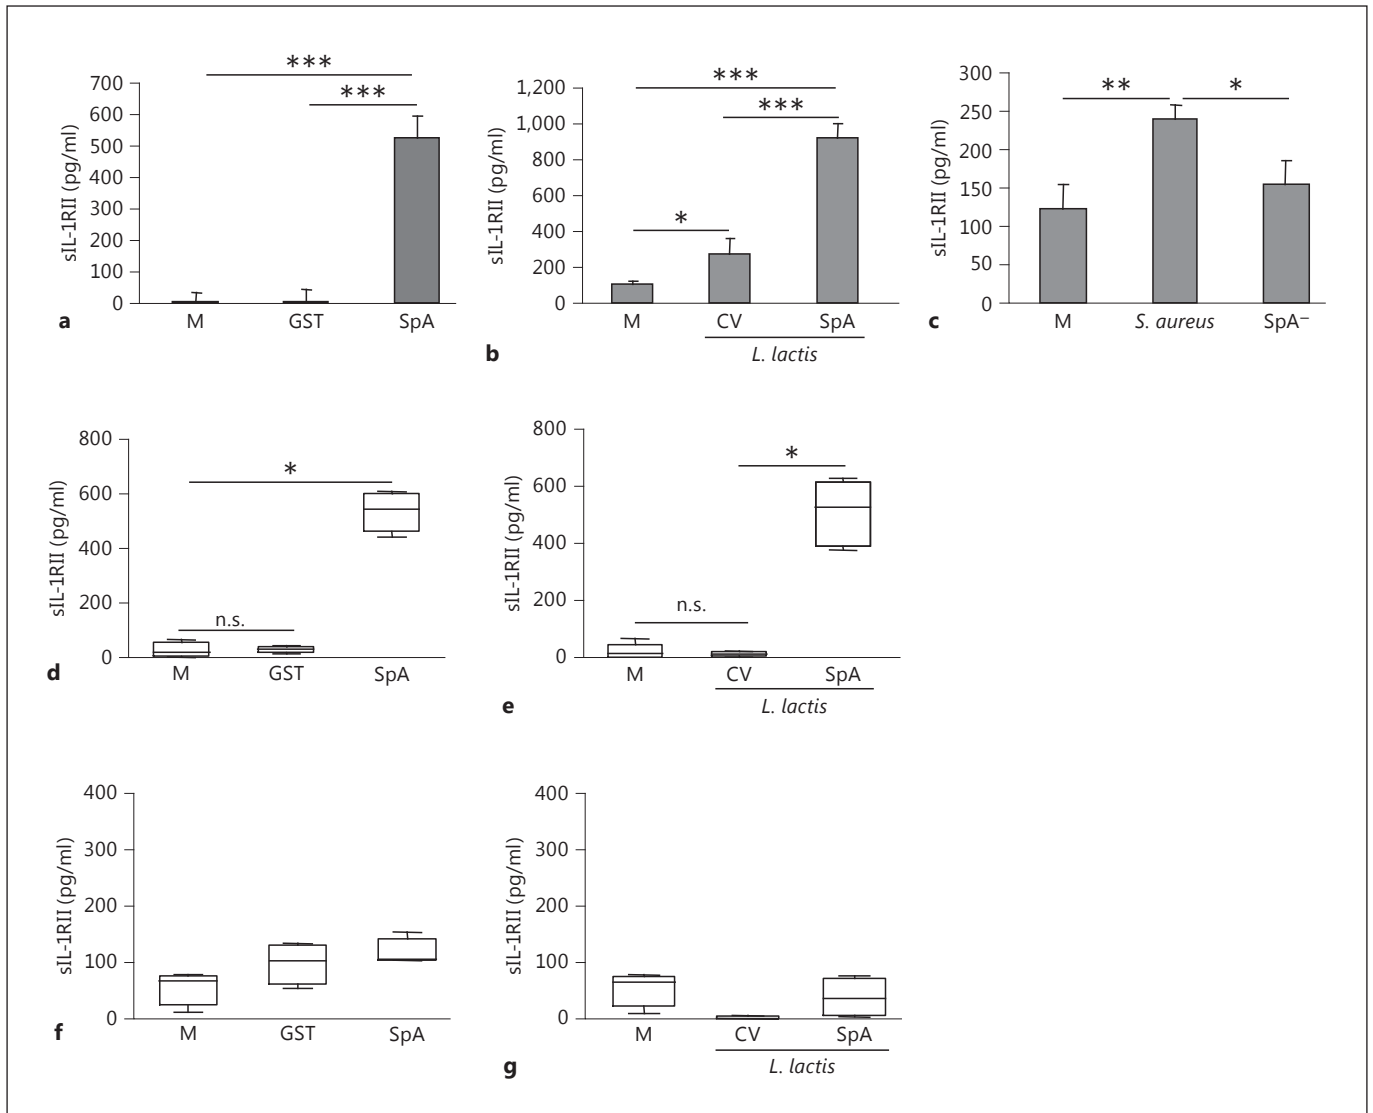 ***
***
700
600
500
400
300
200
100
0
sIL-1RII (pg/ml)
M GST SpA
a
***
***
*
1,200
1,000
800
600
400
200
0
sIL-1RII (pg/ml)
M CV SpA
L. lactis
b
** *
300
250
200
150
100
50
0
sIL-1RII (pg/ml)
M S. aureus SpA–
c
*
n.s.
800
600
400
200
0
sIL-1RII (pg/ml)
M GST SpA
d
*
n.s.
800
600
400
200
0
sIL-1RII (pg/ml)
M CV SpA
L. lactis
e
400
300
200
100
0
sIL-1RII (pg/ml)
M GST SpA
f
400
300
200
100
0
sIL-1RII (pg/ml)
M CV SpA
L. lactis
g